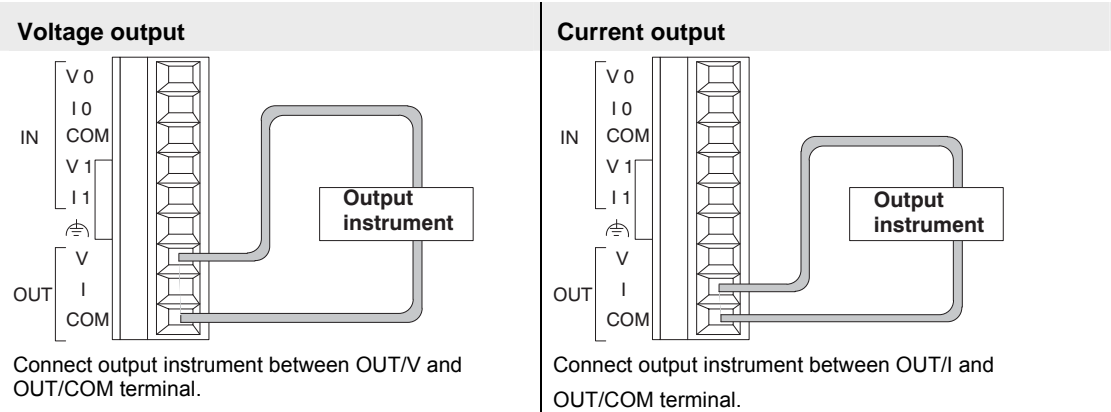 Voltage output
V 0
I 0
IN
COM
V 1
I 1
V
OUT
I
COM
Output
instrument
Connect output instrument between OUT/V and
OUT/COM terminal.
Current output
V 0
I 0
IN
COM
V 1
I 1
V
OUT
I
COM
Output
instrument
Connect output instrument between OUT/I and
OUT/COM terminal.